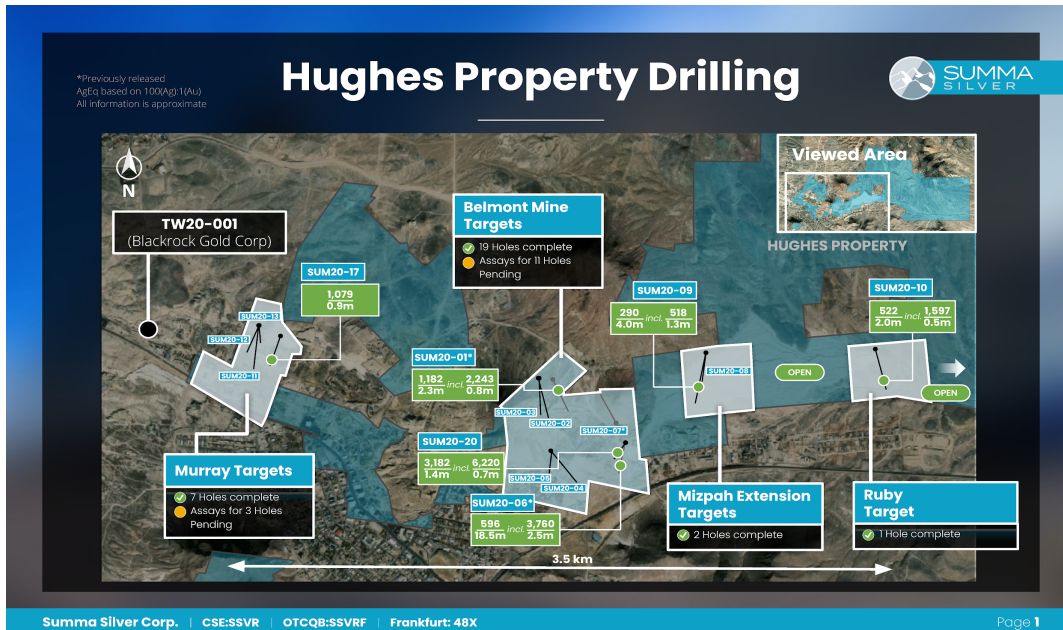 *Previously released
AgEq based on 100(Ag):1(Au)
All information is approximate
Hughes Property Drilling
SUMMA
SILVER
N
Viewed Area
HUGHES PROPERTY
TW20-001
(Blackrock Gold Corp)
Belmont Mine
Targets
19 Holes complete
Assays for 11 Holes
Pending
SUM20-17
1,079
0.9m
SUM20-13
SUM20-12
SUM20-11
SUM20-09
290 incl. 518
4.0m 1.3m
SUM20-10
522 incl. 1,597
2.0m 0.5m
SUM20-01*
1,182 incl. 2,243
2.3m 0.8m
SUM20-08
OPEN
OPEN
SUM20-03
SUM20-02
SUM20-07*
SUM20-20
3,182 incl. 6,220
1.4m 0.7m
SUM20-05
SUM20-04
SUM20-06*
596 incl. 3,760
18.5m 2.5m
Murray Targets
7 Holes complete
Assays for 3 Holes
Pending
Mizpah Extension
Targets
2 Holes complete
Ruby
Target
1 Hole complete
3.5 km
Summa Silver Corp. | CSE:SSVR | OTCQB:SSVRF | Frankfurt: 48X
Page 1